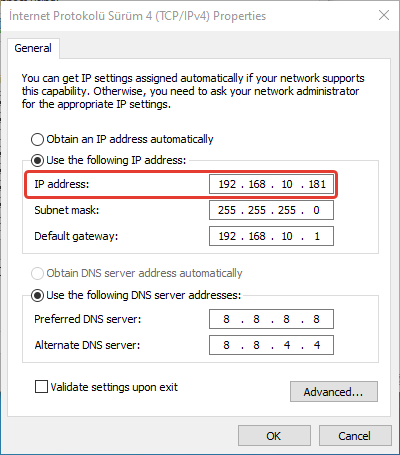 Internet Protokolü Sürüm 4 (TCP/IPv4) Properties
General
You can get IP settings assigned automatically if your network supports
this capability. Otherwise, you need to ask your network administrator
for the appropriate IP settings.
Obtain an IP address automatically
Use the following IP address:
IP address: 192 . 168 . 10 . 181
Subnet mask: 255 . 255 . 255 . 0
Default gateway: 192 . 168 . 10 . 1
Obtain DNS server address automatically
Use the following DNS server addresses:
Preferred DNS server: 8 . 8 . 8 . 8
Alternate DNS server: 8 . 8 . 4 . 4
Validate settings upon exit
Advanced...
OK Cancel